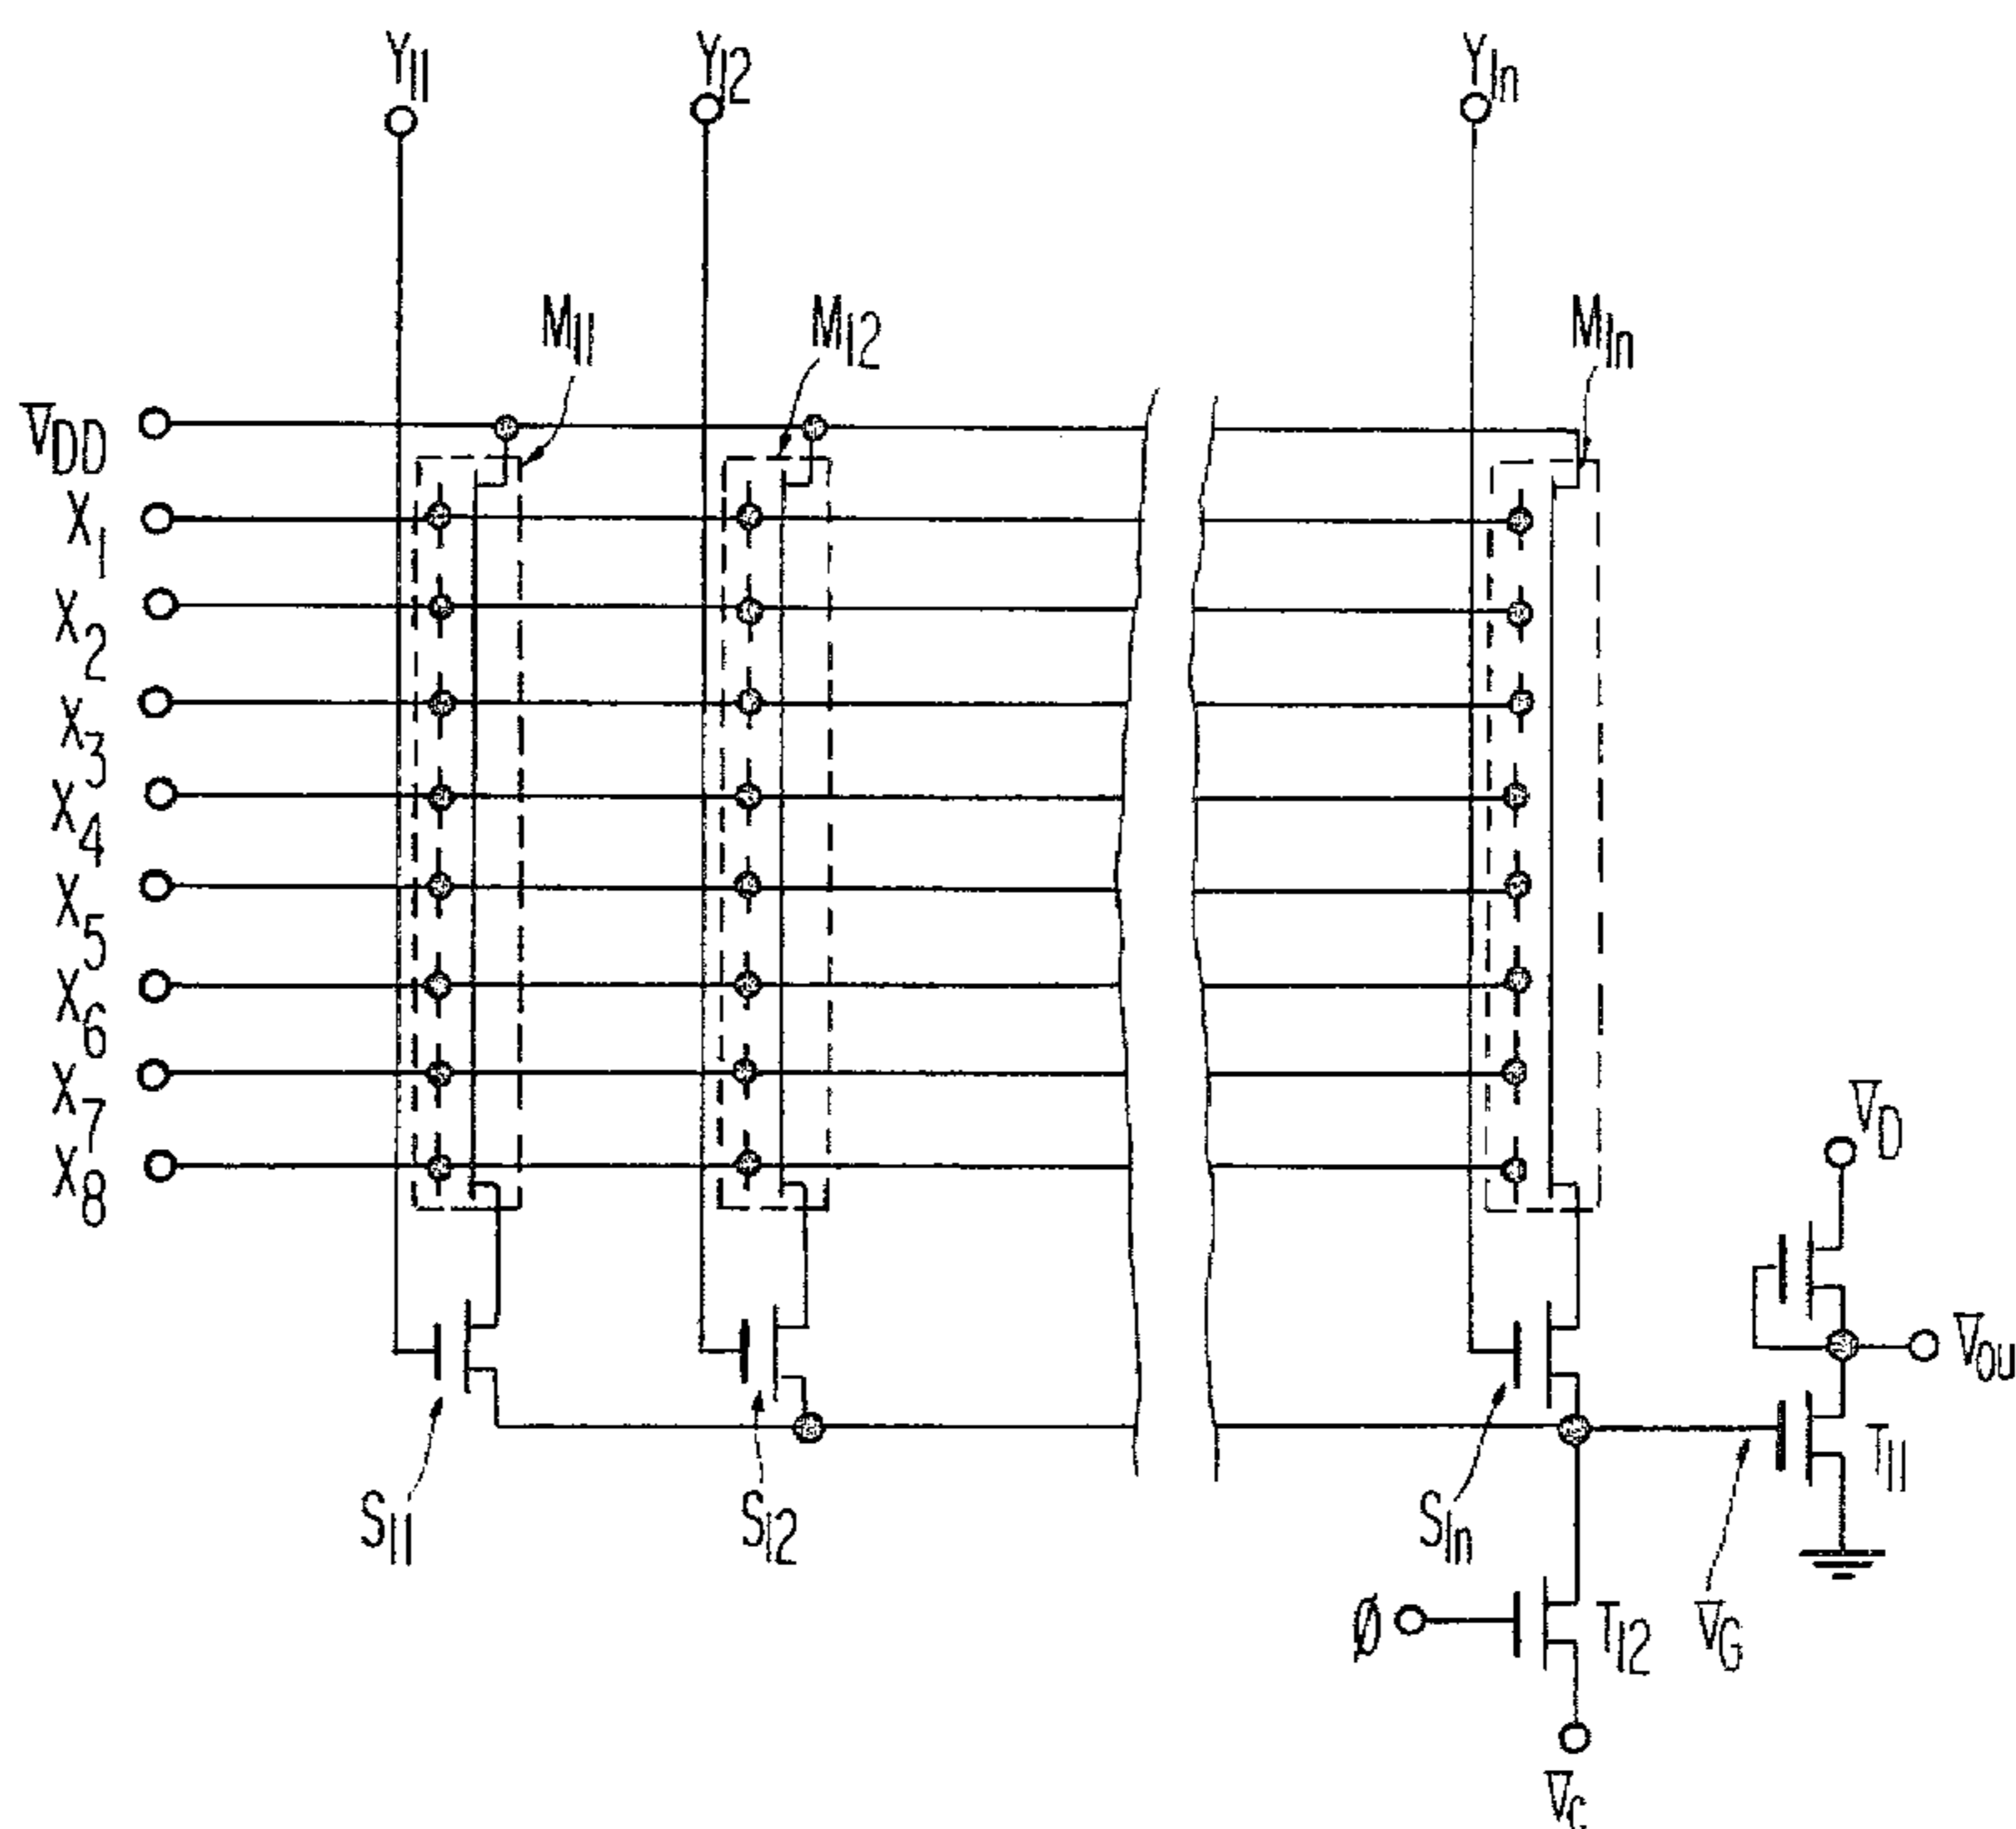 Y11 Y12 Y1n
M11 M12 M1n
VDD
X1
X2
X3
X4
X5
X6
X7
X8
VD
VOU
T11
S11 S12 S1n
VG
Ø T12
VC